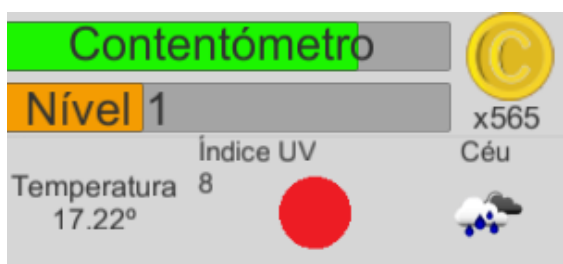 Contentómetro
C
Nível 1
x565
Índice UV
8
Céu
Temperatura
17.22º